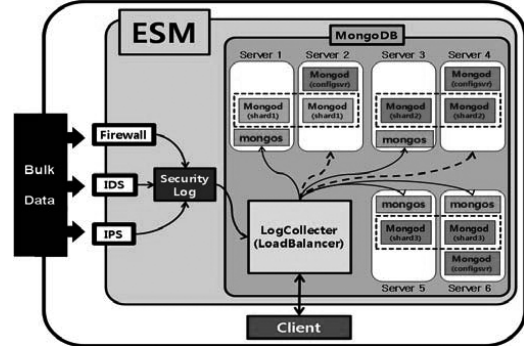 ESM
MongoDB
Server 1
Server 2
Server 3
Server 4
Mongod
(configsvr)
Mongod
(configsvr)
Mongod
(shard1)
Mongod
(shard1)
Mongod
(shard2)
Mongod
(shard2)
mongos
mongos
Bulk
Data
Firewall
IDS
IPS
Security
Log
LogCollecter
(LoadBalancer)
mongos
mongos
Mongod
(shard3)
Mongod
(shard3)
Mongod
(configsvr)
Server 5
Server 6
Client